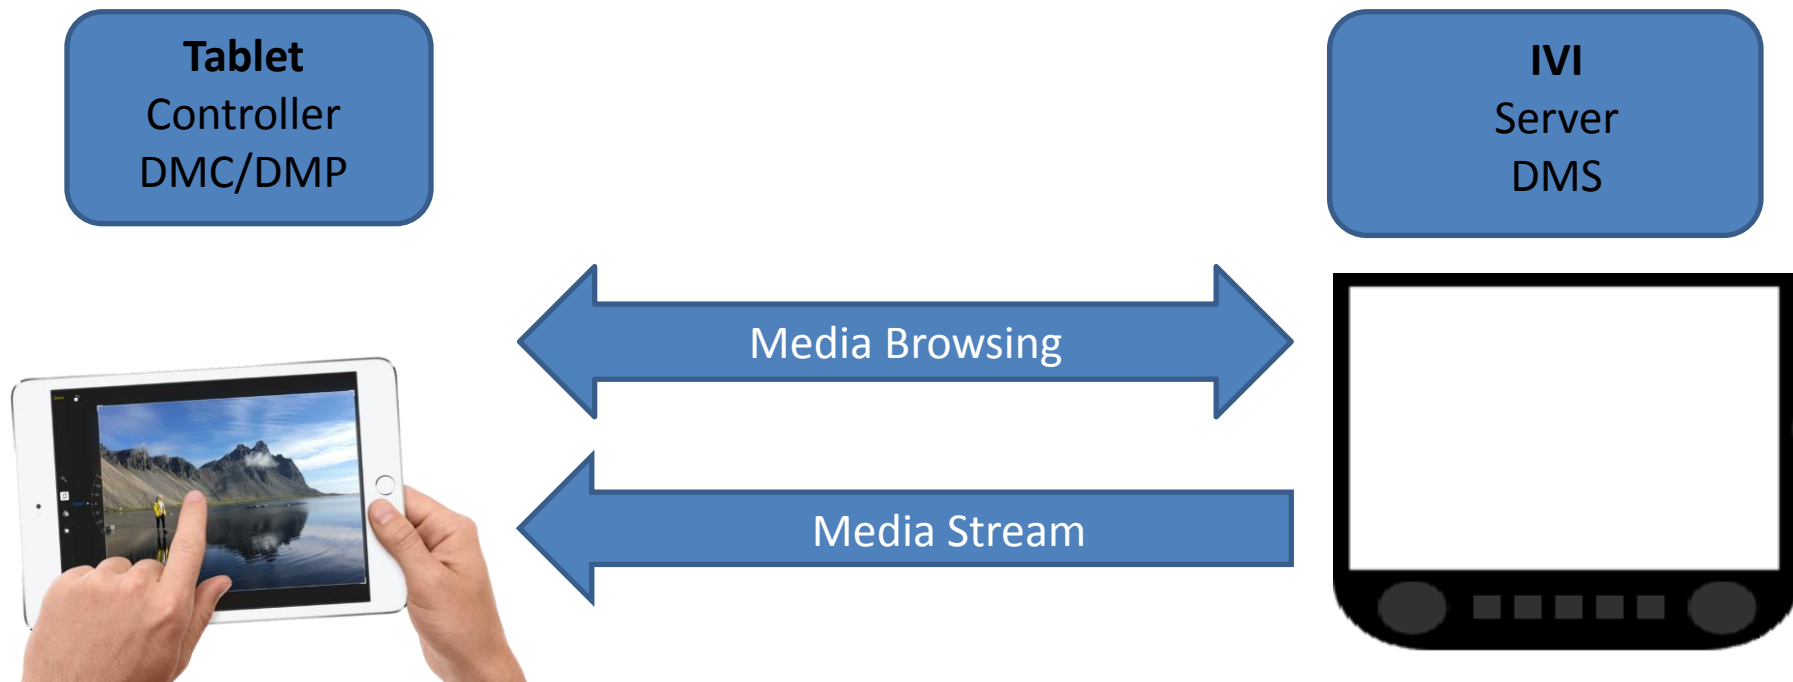 Tablet
Controller
DMC/DMP
IVI
Server
DMS
Media Browsing
Media Stream